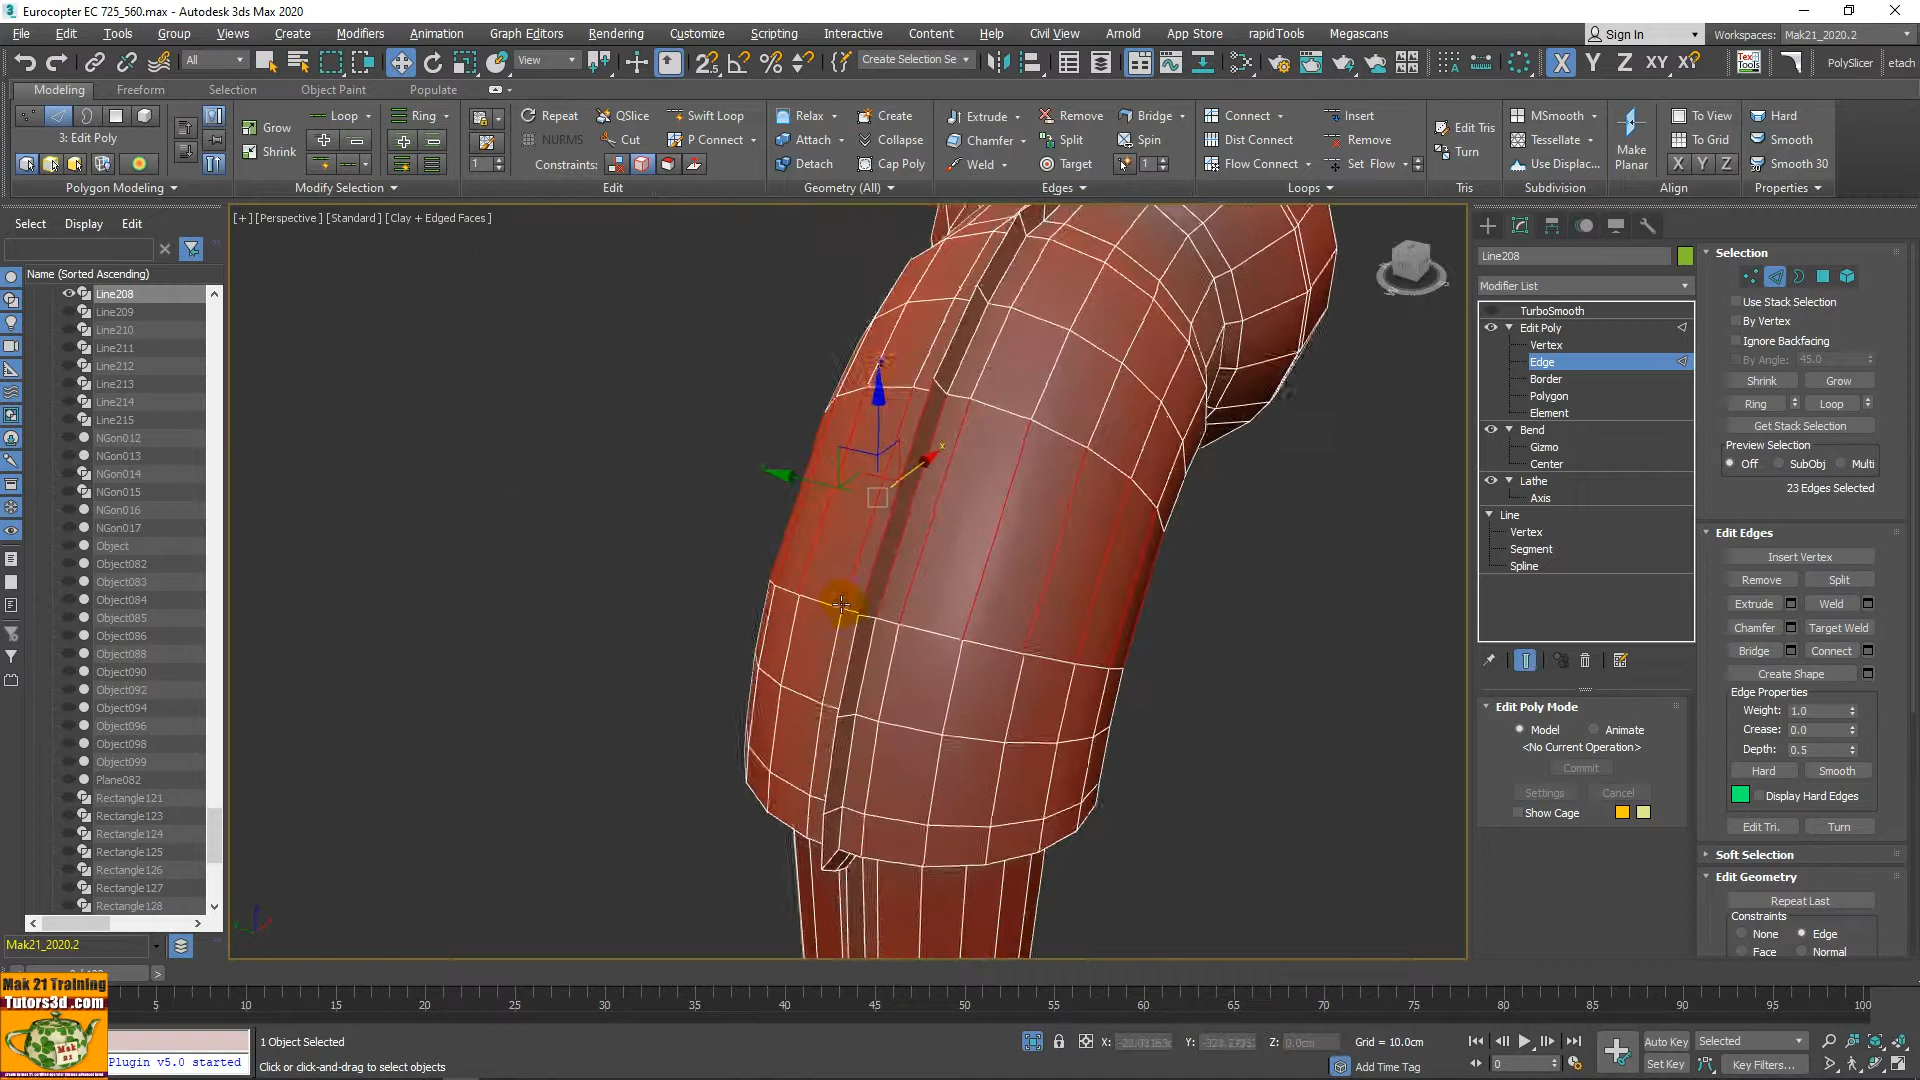 Eurocopter EC 725_560.max - Autodesk 3ds Max 2020
File Edit Tools Group Views Create Modifiers Animation Graph Editors Rendering Customize Scripting Interactive Content Help Civil View Arnold App Store rapidTools Megascans Sign In Workspaces: Mak21_2020.2
All View Create Selection Se X Y Z XY PolySlicer etach
Modeling Freeform Selection Object Paint Populate
3: Edit Poly Grow Shrink Loop Ring Repeat QSlice Swift Loop Relax Create Extrude Remove Bridge Connect Insert MSmooth To View Hard
NURMS Cut P Connect Attach Collapse Chamfer Split Spin Dist Connect Remove Edit Tris Tessellate To Grid Smooth
1 Constraints: Detach Cap Poly Weld Target 1 Flow Connect Set Flow Turn Use Displac... Make Planar X Y Z Smooth 30
Polygon Modeling Modify Selection Edit Geometry (All) Edges Loops Tris Subdivision Align Properties
Select Display Edit
Name (Sorted Ascending)
Line208
Line209
Line210
Line211
Line212
Line213
Line214
Line215
NGon012
NGon013
NGon014
NGon015
NGon016
NGon017
Object
Object082
Object083
Object084
Object085
Object086
Object088
Object090
Object092
Object094
Object096
Object098
Object099
Plane082
Rectangle121
Rectangle123
Rectangle124
Rectangle125
Rectangle126
Rectangle127
Rectangle128
Mak21_2020.2
[+] [Perspective] [Standard] [Clay + Edged Faces]
x
Line208
Modifier List
TurboSmooth
Edit Poly
Vertex
Edge
Border
Polygon
Element
Bend
Gizmo
Center
Lathe
Axis
Line
Vertex
Segment
Spline
Edit Poly Mode
Model Animate
<No Current Operation>
Commit
Settings Cancel
Show Cage
Selection
Use Stack Selection
By Vertex
Ignore Backfacing
By Angle: 45.0
Shrink Grow
Ring Loop
Get Stack Selection
Preview Selection
Off SubObj Multi
23 Edges Selected
Edit Edges
Insert Vertex
Remove Split
Extrude Weld
Chamfer Target Weld
Bridge Connect
Create Shape
Edge Properties
Weight: 1.0
Crease: 0.0
Depth: 0.5
Hard Smooth
Display Hard Edges
Edit Tri. Turn
Soft Selection
Edit Geometry
Repeat Last
Constraints
None Edge
Face Normal
5 10 15 20 25 30 35 40 45 50 55 60 65 70 75 80 85 90 95 100
Mak 21 Training
Tutors3d .com
Mak 21
Plugin v5.0 started
1 Object Selected
Click or click-and-drag to select objects
X: Y: Z: 0.0cm Grid = 10.0cm
Add Time Tag
0
Auto Key Selected
Set Key Key Filters...